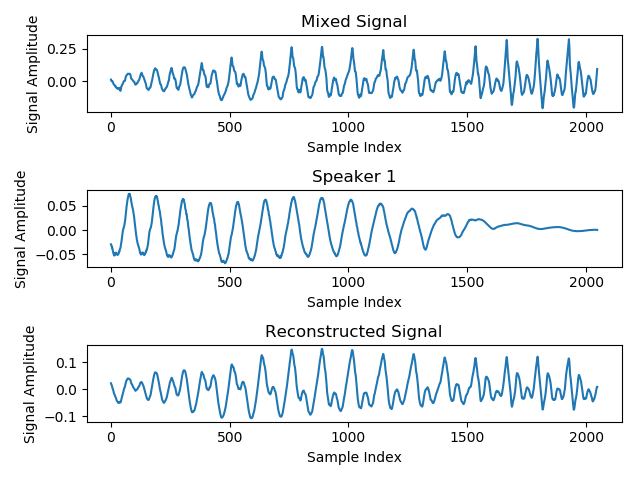 Mixed Signal
Signal Amplitude
0.25
0.00
0 500 1000 1500 2000
Sample Index
Speaker 1
Signal Amplitude
0.05
0.00
−0.05
0 500 1000 1500 2000
Sample Index
Reconstructed Signal
Signal Amplitude
0.1
0.0
−0.1
0 500 1000 1500 2000
Sample Index